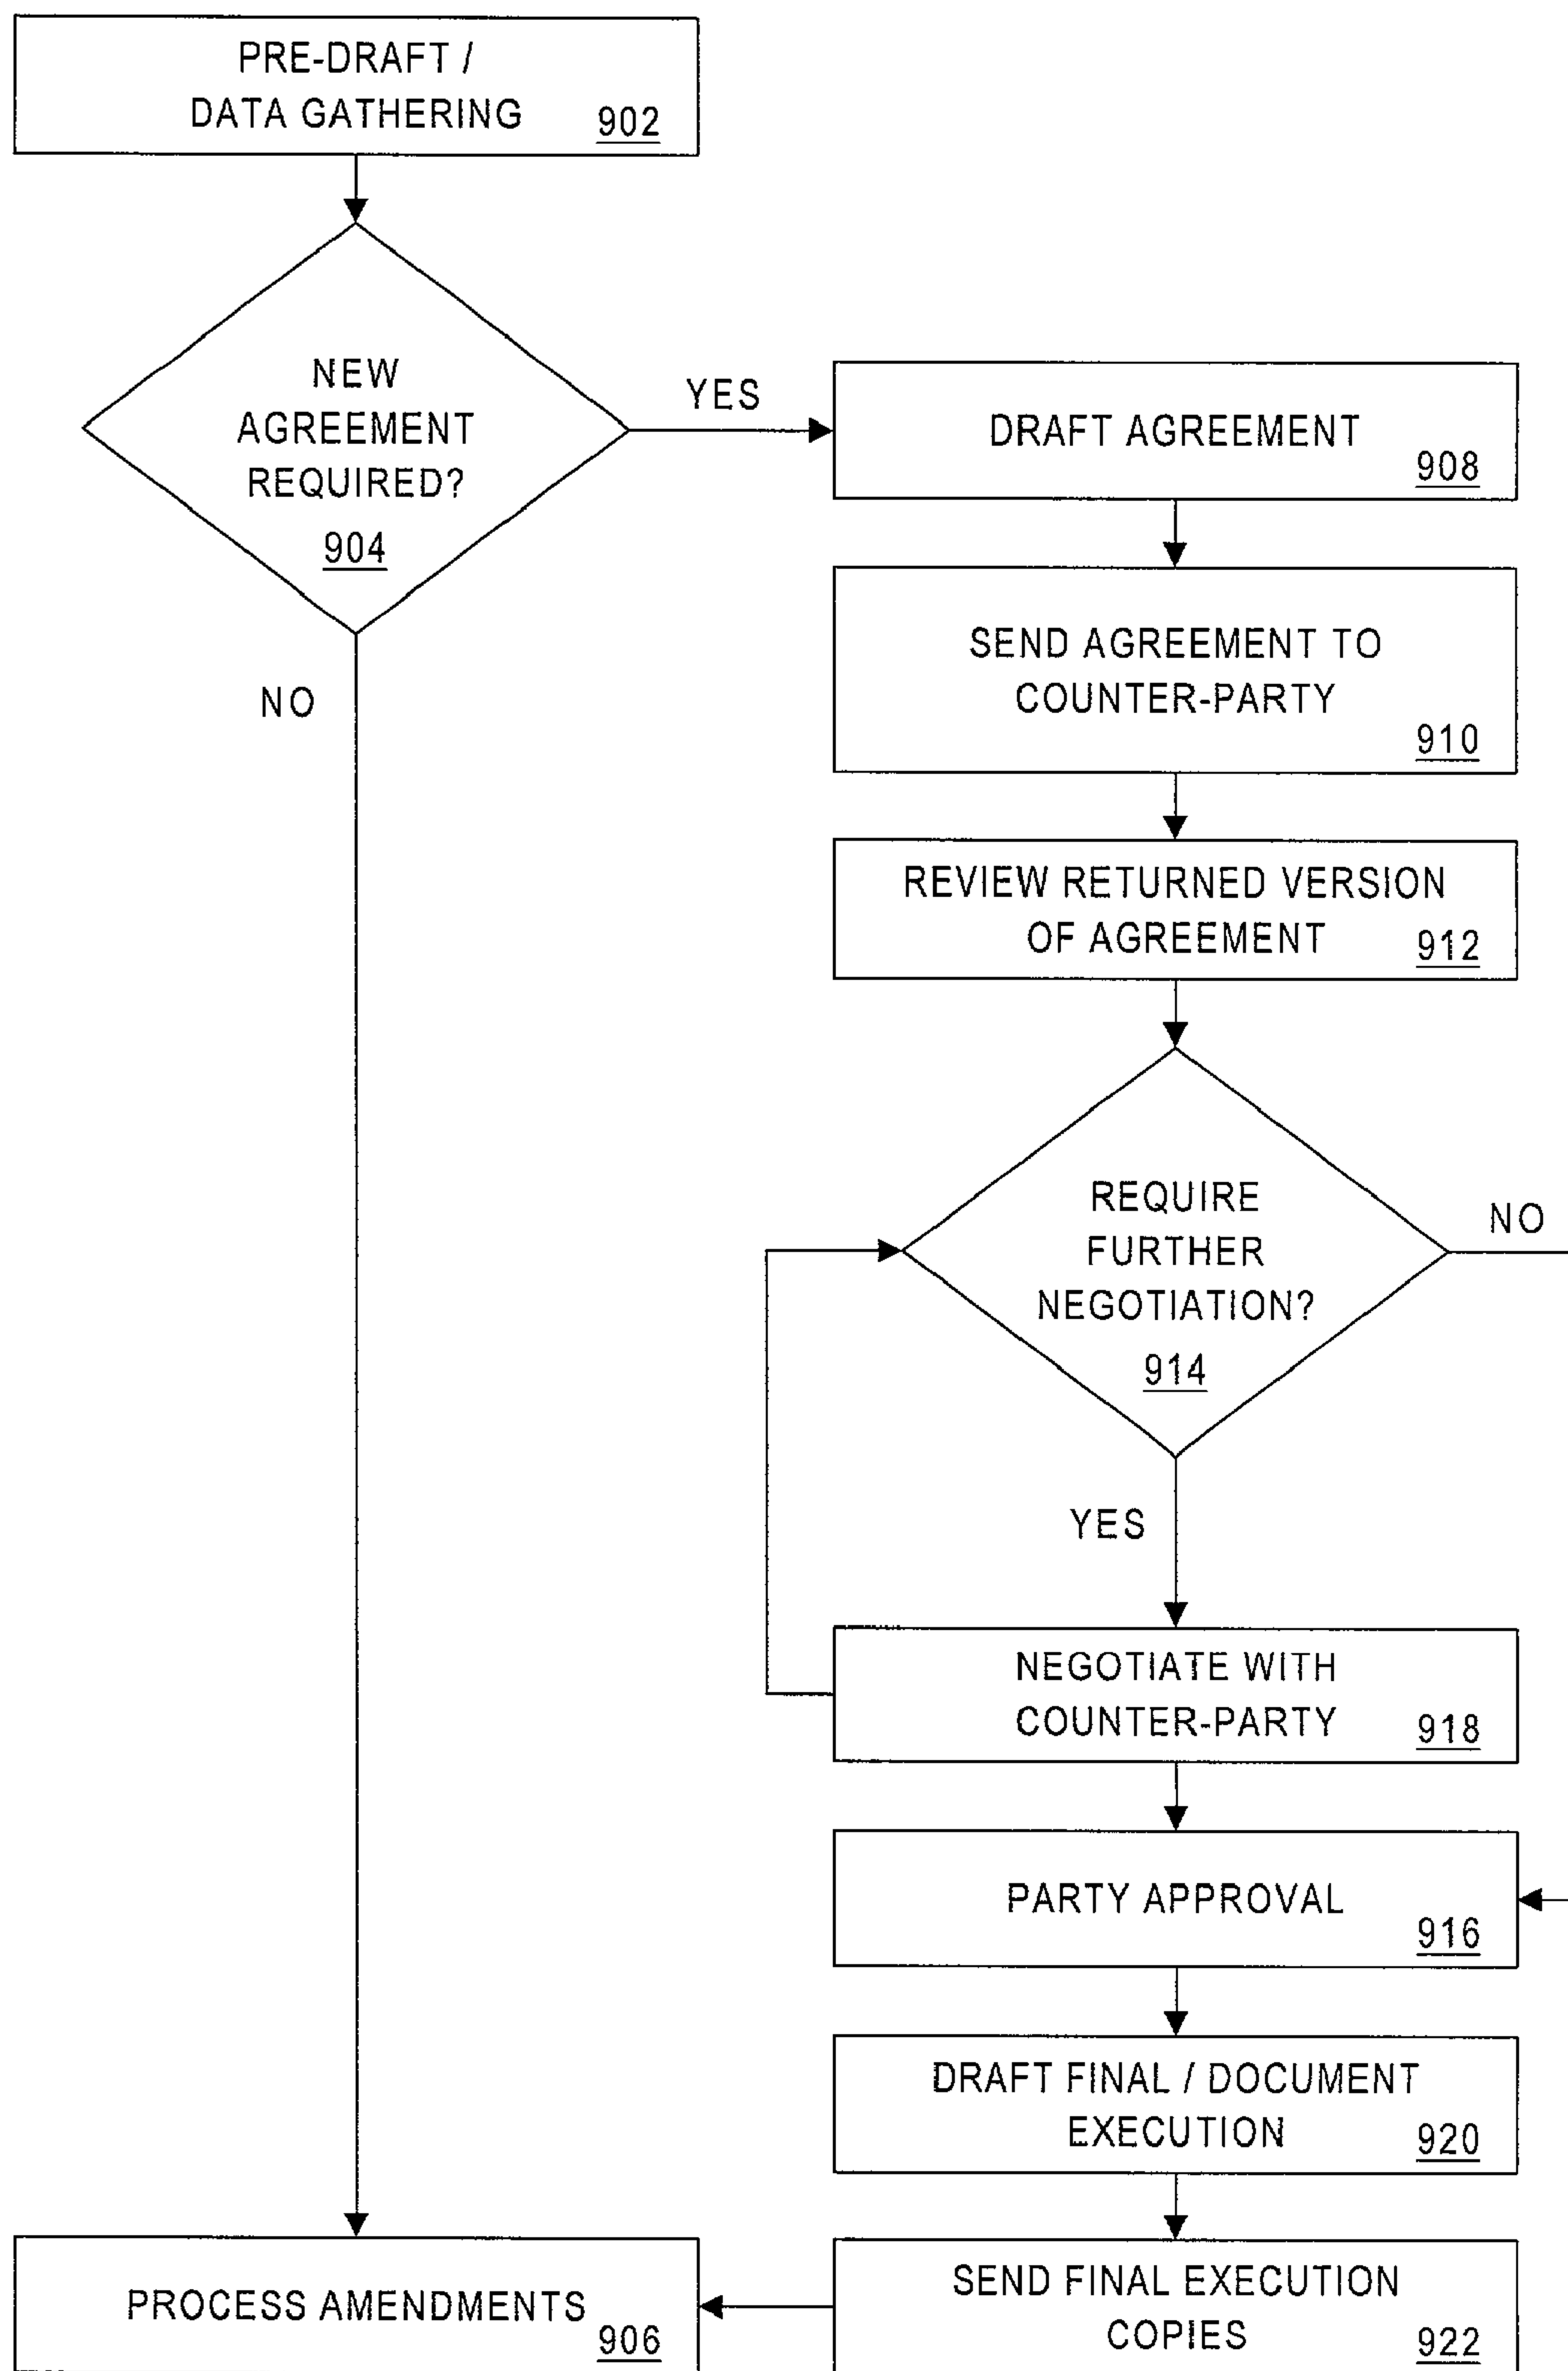 PRE-DRAFT /
DATA GATHERING 902
NEW
AGREEMENT
REQUIRED?
904
YES
NO
DRAFT AGREEMENT
908
SEND AGREEMENT TO
COUNTER-PARTY
910
REVIEW RETURNED VERSION
OF AGREEMENT 912
REQUIRE
FURTHER
NEGOTIATION?
914
NO
YES
NEGOTIATE WITH
COUNTER-PARTY 918
PARTY APPROVAL
916
DRAFT FINAL / DOCUMENT
EXECUTION 920
SEND FINAL EXECUTION
COPIES 922
PROCESS AMENDMENTS
906